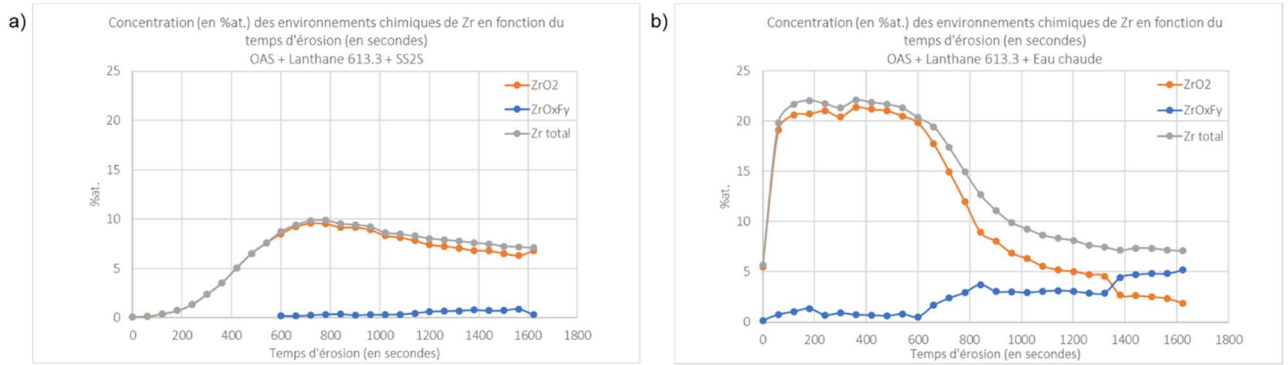 a)
Concentration (en %at.) des environnements chimiques de Zr en fonction du
temps d'érosion (en secondes)
OAS + Lanthane 613.3 + SS2S
25
20
15
10
5
0
%at.
ZrO2
ZrOxFy
Zr total
0 200 400 600 800 1000 1200 1400 1600 1800
Temps d'érosion (en secondes)
b)
Concentration (en %at.) des environnements chimiques de Zr en fonction du
temps d'érosion (en secondes)
OAS + Lanthane 613.3 + Eau chaude
25
20
15
10
5
0
%at.
ZrO2
ZrOxFy
Zr total
0 200 400 600 800 1000 1200 1400 1600 1800
Temps d'érosion (en secondes)